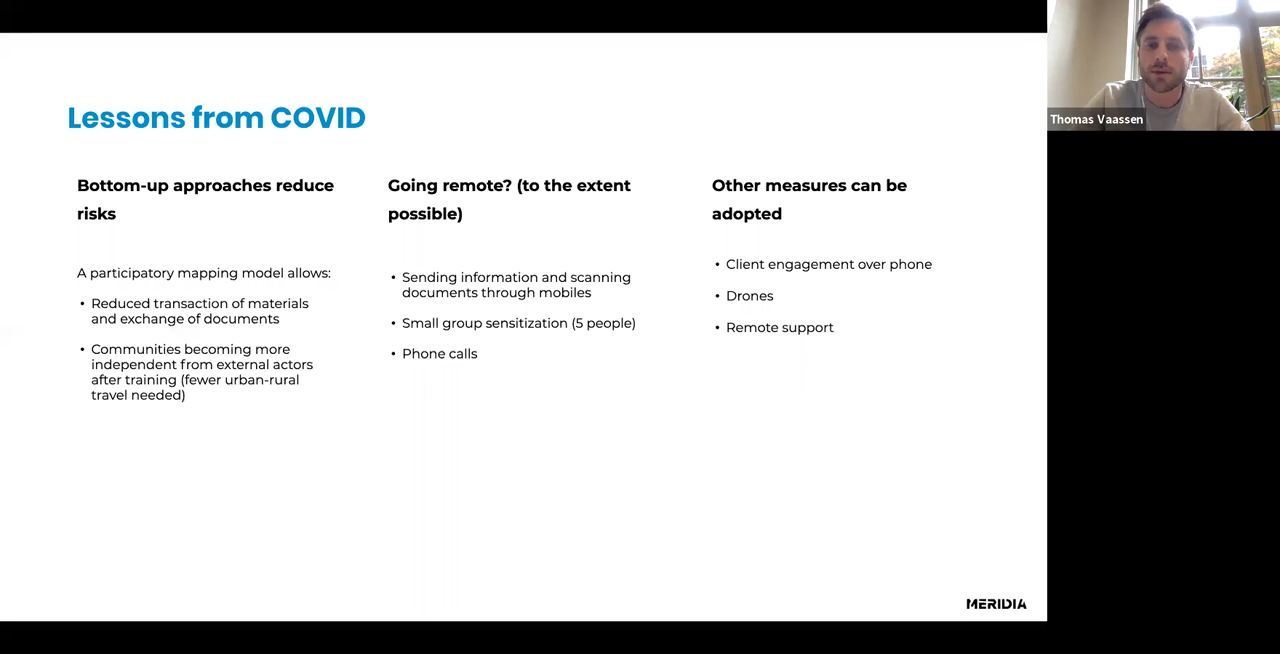 Lessons from COVID
Bottom-up approaches reduce
risks
A participatory mapping model allows:
• Reduced transaction of materials
and exchange of documents
• Communities becoming more
independent from external actors
after training (fewer urban-rural
travel needed)
Going remote? (to the extent
possible)
• Sending information and scanning
documents through mobiles
• Small group sensitization (5 people)
• Phone calls
Other measures can be
adopted
• Client engagement over phone
• Drones
• Remote support
MERIDIA
Thomas Vaassen